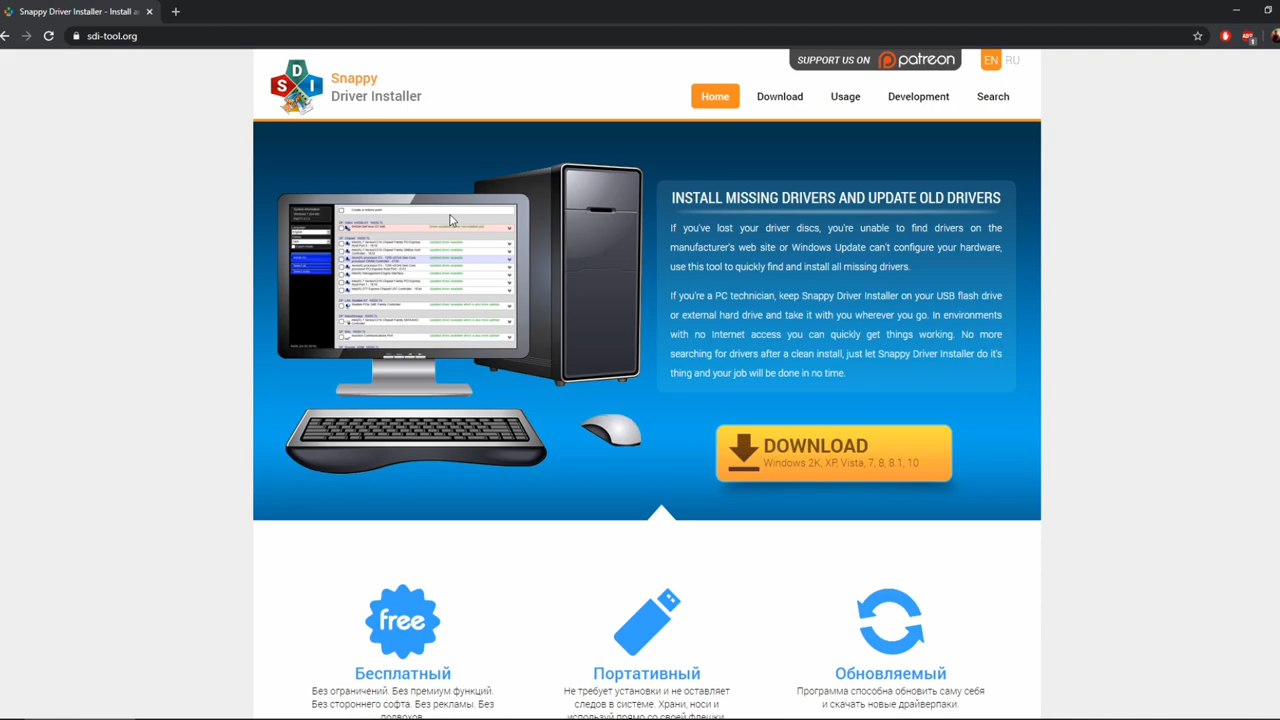 Snappy Driver Installer - Install a
sdi-tool.org
SUPPORT US ON patreon
EN RU
S D I
Snappy
Driver Installer
Home
Download
Usage
Development
Search
INSTALL MISSING DRIVERS AND UPDATE OLD DRIVERS
If you've lost your driver discs, you're unable to find drivers on the
manufacturer's web site or Windows Update can't configure your hardware,
use this tool to quickly find and install all missing drivers.
If you're a PC technician, keep Snappy Driver Installer on your USB flash drive
or external hard drive and take it with you wherever you go. In environments
with no Internet access you can quickly get things working. No more
searching for drivers after a clean install, just let Snappy Driver Installer do it's
thing and your job will be done in no time.
DOWNLOAD
Windows 2K, XP, Vista, 7, 8, 8.1, 10
free
Бесплатный
Без ограничений. Без премиум функций.
Без стороннего софта. Без рекламы. Без
подвохов.
Портативный
Не требует установки и не оставляет
следов в системе. Храни, носи и
используй прямо со своей флешки.
Обновляемый
Программа способна обновить саму себя
и скачать новые драйверпаки.